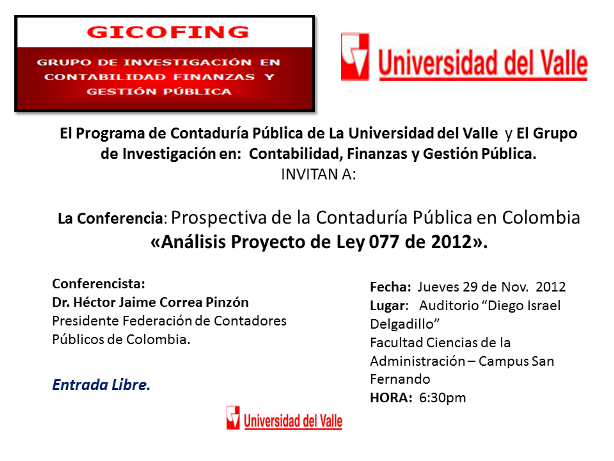 GICOFING
GRUPO DE INVESTIGACIÓN EN
CONTABILIDAD FINANZAS Y
GESTIÓN PÚBLICA
Universidad del Valle
El Programa de Contaduría Pública de La Universidad del Valle y El Grupo
de Investigación en: Contabilidad, Finanzas y Gestión Pública.
INVITAN A:
La Conferencia: Prospectiva de la Contaduría Pública en Colombia
«Análisis Proyecto de Ley 077 de 2012».
Conferencista:
Dr. Héctor Jaime Correa Pinzón
Presidente Federación de Contadores
Públicos de Colombia.
Entrada Libre.
Fecha: Jueves 29 de Nov. 2012
Lugar: Auditorio “Diego Israel
Delgadillo”
Facultad Ciencias de la
Administración – Campus San
Fernando
HORA: 6:30pm
Universidad del Valle